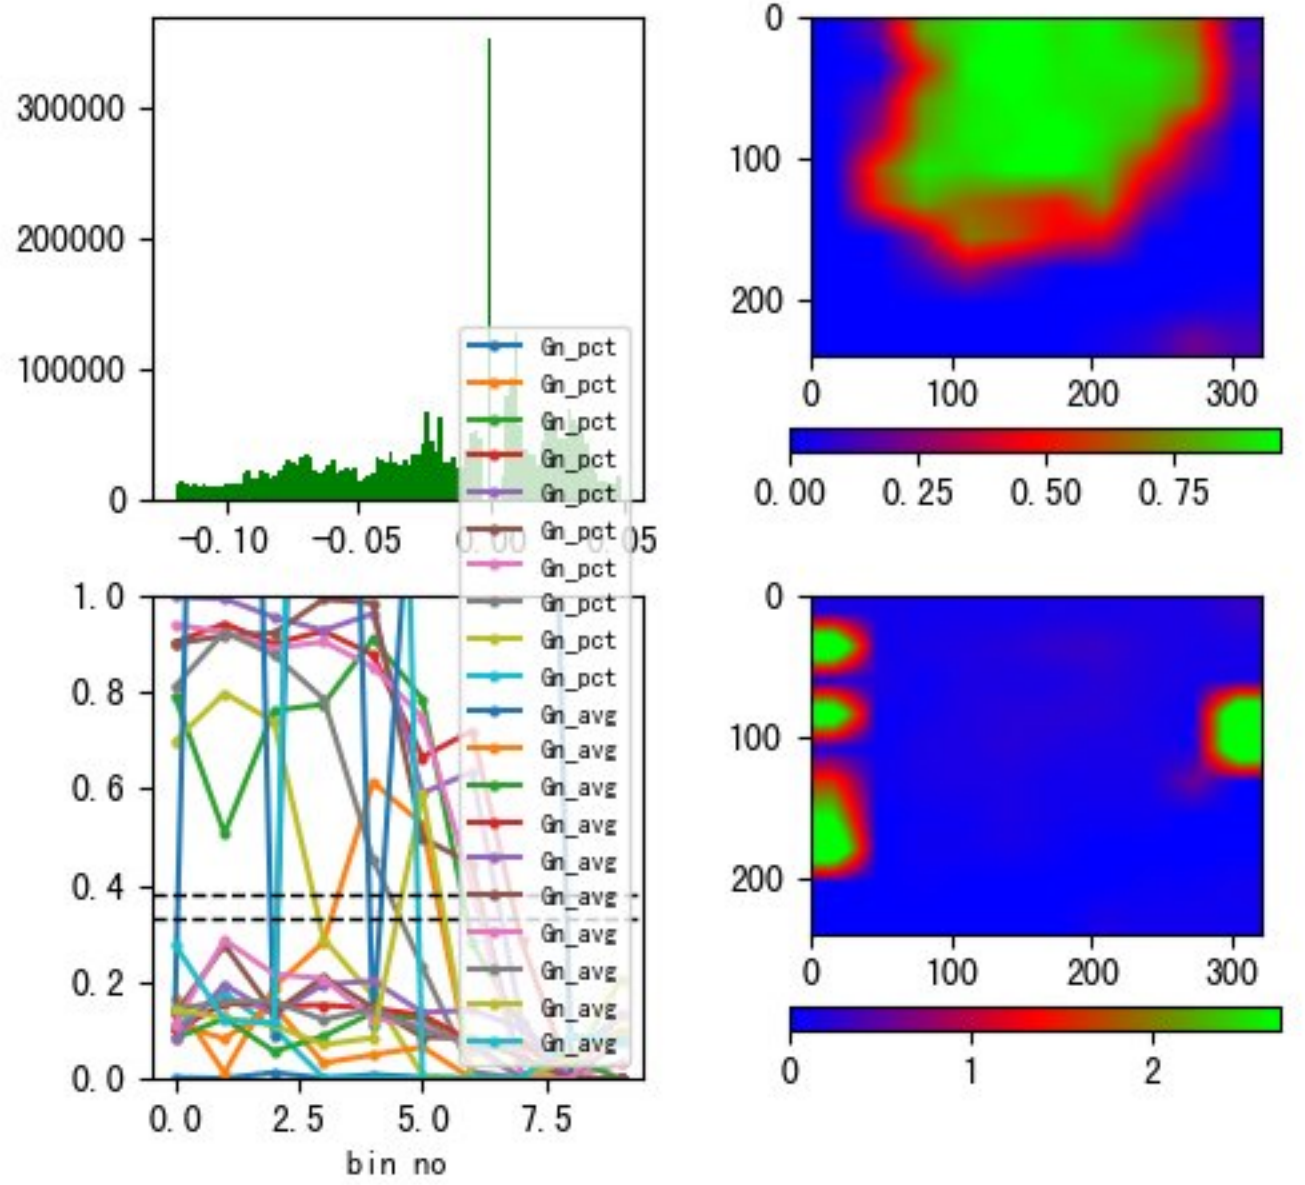 300000
200000
100000
0
−0.10 −0.05 0.00 0.05
0
100
200
0 100 200 300
0.00 0.25 0.50 0.75
Gn_pct
Gn_pct
Gn_pct
Gn_pct
Gn_pct
Gn_pct
Gn_pct
Gn_pct
Gn_pct
Gn_pct
Gn_avg
Gn_avg
Gn_avg
Gn_avg
Gn_avg
Gn_avg
Gn_avg
Gn_avg
Gn_avg
Gn_avg
1.0
0.8
0.6
0.4
0.2
0.0
0.0 2.5 5.0 7.5
bin no
0
100
200
0 100 200 300
0 1 2